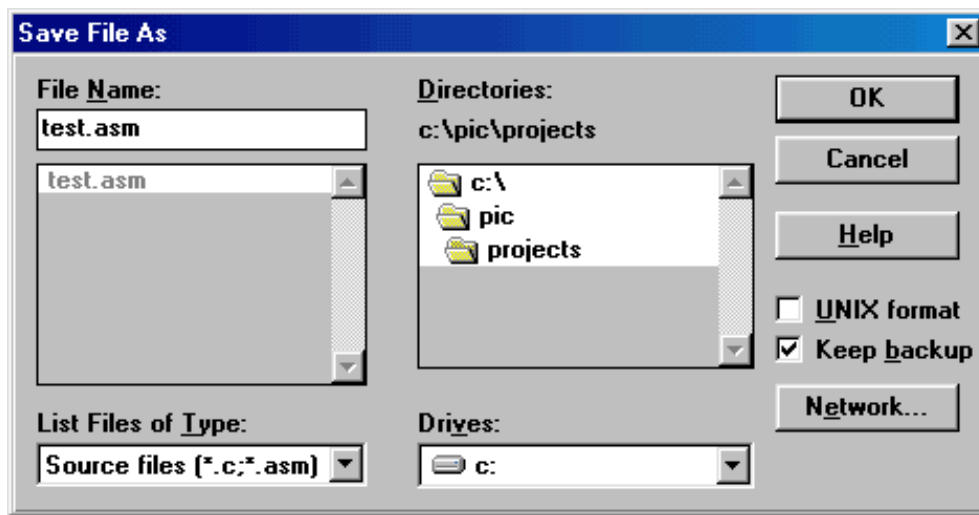 Save File As
File Name:
test.asm
test.asm
List Files of Type:
Source files (*.c;*.asm)
Directories:
c:\pic\projects
c:\
pic
projects
Drives:
c:
OK
Cancel
Help
UNIX format
Keep backup
Network...